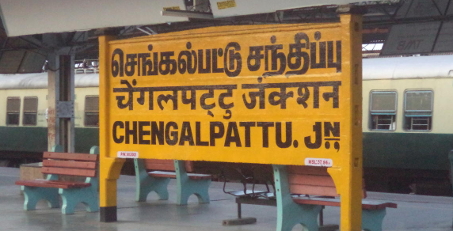 செங்கல்பட்டு சந்திப்பு
चेंगलपट्टु जंक्शन
CHENGALPATTU. JN